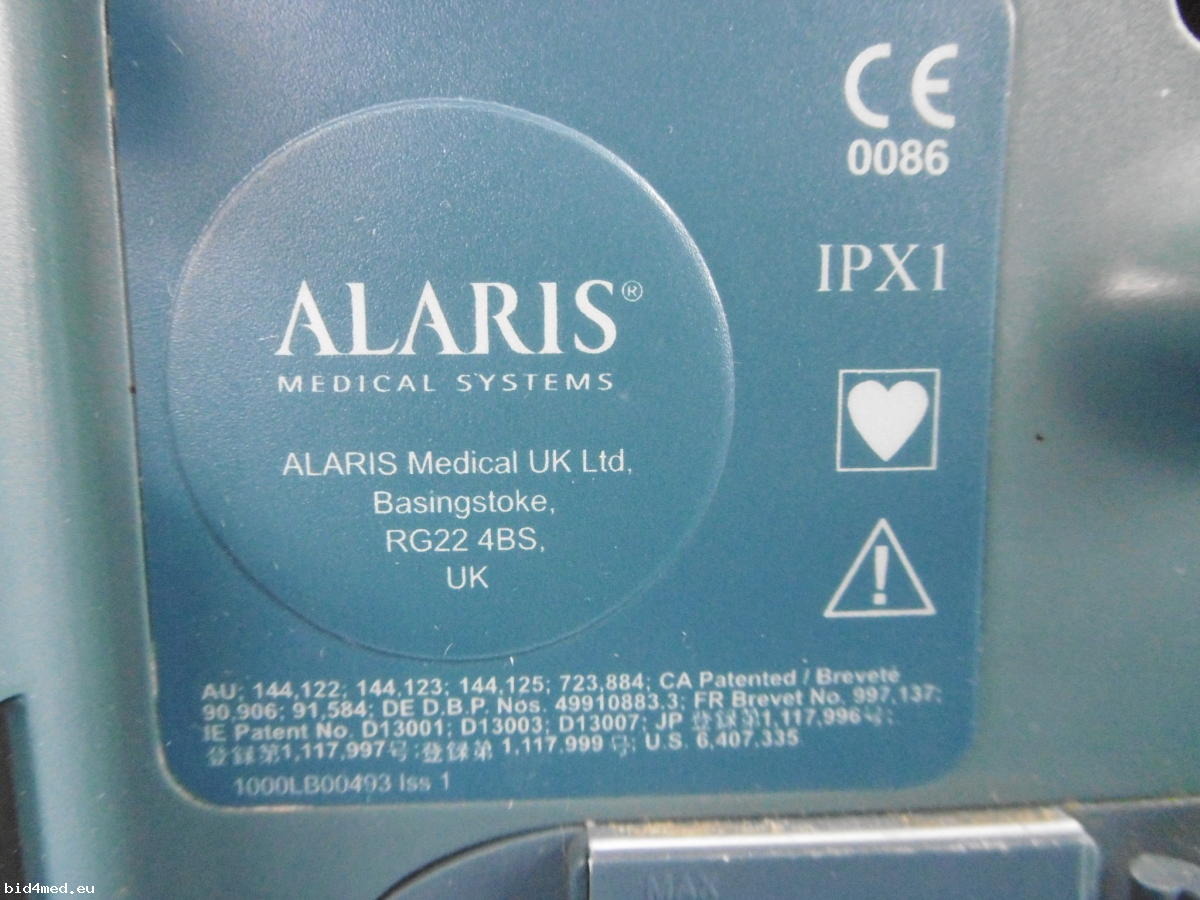 CE
0086
IPX1
ALARIS®
MEDICAL SYSTEMS
ALARIS Medical UK Ltd,
Basingstoke,
RG22 4BS,
UK
AU; 144,122; 144,123; 144,125; 723,884; CA Patented / Breveté
90,906; 91,584; DE D.B.P. Nos. 49910883.3; FR Brevet No. 997,137;
IE Patent No. D13001; D13003; D13007; JP 登録第1,117,996号;
登録第1,117,997号;登録第 1,117,999 号; U.S. 6,407,335
1000LB00493 Iss 1
MAX
bid4med.eu